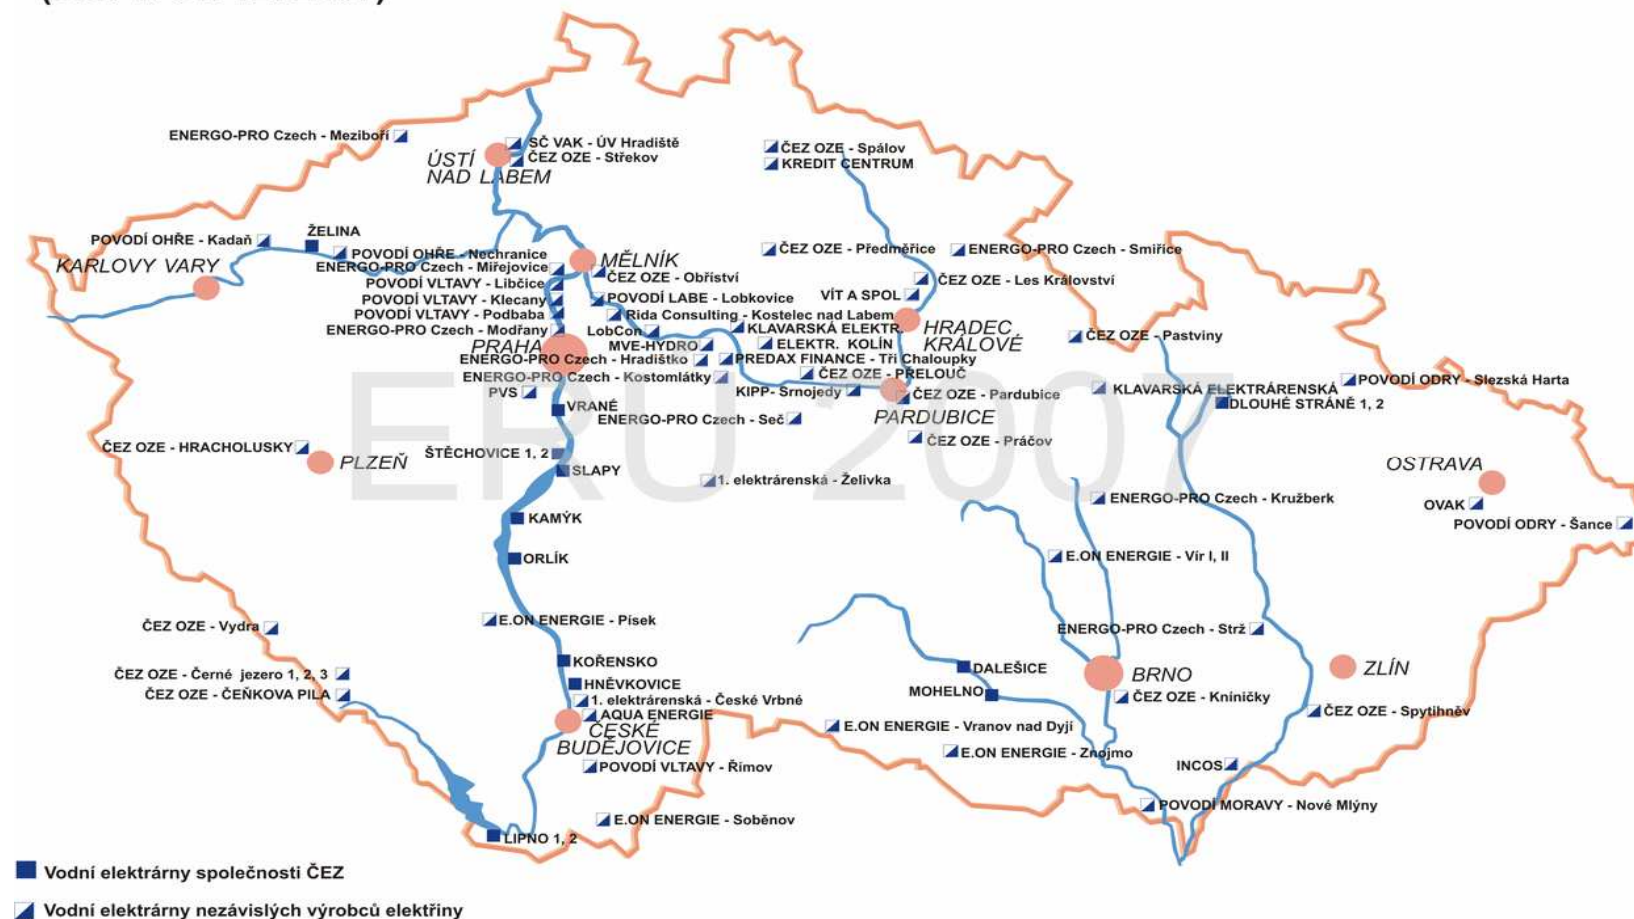 ENERGO-PRO Czech - Meziboří
SČ VAK - ÚV Hradiště
ČEZ OZE - Střekov
ÚSTÍ
NAD LABEM
ČEZ OZE - Spálov
KREDIT CENTRUM
POVODÍ OHŘE - Kadaň
ŽELINA
POVODÍ OHŘE - Nechranice
KARLOVY VARY
ENERGO-PRO Czech - Miřejovice
MĚLNÍK
ČEZ OZE - Obříství
ČEZ OZE - Předměřice
ENERGO-PRO Czech - Smiřice
POVODÍ VLTAVY - Libčice
ČEZ OZE - Les Království
POVODÍ VLTAVY - Klecany
POVODÍ LABE - Lobkovice
VÍT A SPOL
POVODÍ VLTAVY - Podbaba
Rida Consulting - Kostelec nad Labem
ENERGO-PRO Czech - Modřany
LobCon
KLAVARSKÁ ELEKTR.
HRADEC
KRÁLOVÉ
PRAHA
MVE-HYDRO
ELEKTR. KOLÍN
ČEZ OZE - Pastviny
ENERGO-PRO Czech - Hradištko
PREDAX FINANCE - Tři Chaloupky
ENERGO-PRO Czech - Kostomlátky
ČEZ OZE - PŘELOUČ
PVS
KIPP- Srnojedy
ČEZ OZE - Pardubice
KLAVARSKÁ ELEKTRÁRENSKÁ
POVODÍ ODRY - Slezská Harta
DLOUHÉ STRÁNĚ 1, 2
VRANÉ
ENERGO-PRO Czech - Seč
PARDUBICE
ČEZ OZE - Práčov
ČEZ OZE - HRACHOLUSKY
PLZEŇ
ŠTĚCHOVICE 1, 2
SLAPY
1. elektrárenská - Želivka
ERÚ 2007
OSTRAVA
ENERGO-PRO Czech - Kružberk
OVAK
POVODÍ ODRY - Šance
KAMÝK
ORLÍK
E.ON ENERGIE - Vír I, II
E.ON ENERGIE - Písek
ČEZ OZE - Vydra
ENERGO-PRO Czech - Strž
KOŘENSKO
DALEŠICE
ZLÍN
ČEZ OZE - Černé jezero 1, 2, 3
HNĚVKOVICE
MOHELNO
BRNO
ČEZ OZE - ČEŇKOVA PILA
1. elektrárenská - České Vrbné
ČEZ OZE - Kníničky
AQUA ENERGIE
ČEZ OZE - Spytihněv
ČESKÉ
BUDĚJOVICE
E.ON ENERGIE - Vranov nad Dyjí
E.ON ENERGIE - Znojmo
POVODÍ VLTAVY - Římov
INCOS
POVODÍ MORAVY - Nové Mlýny
E.ON ENERGIE - Soběnov
LIPNO 1, 2
Vodní elektrárny společnosti ČEZ
Vodní elektrárny nezávislých výrobců elektřiny